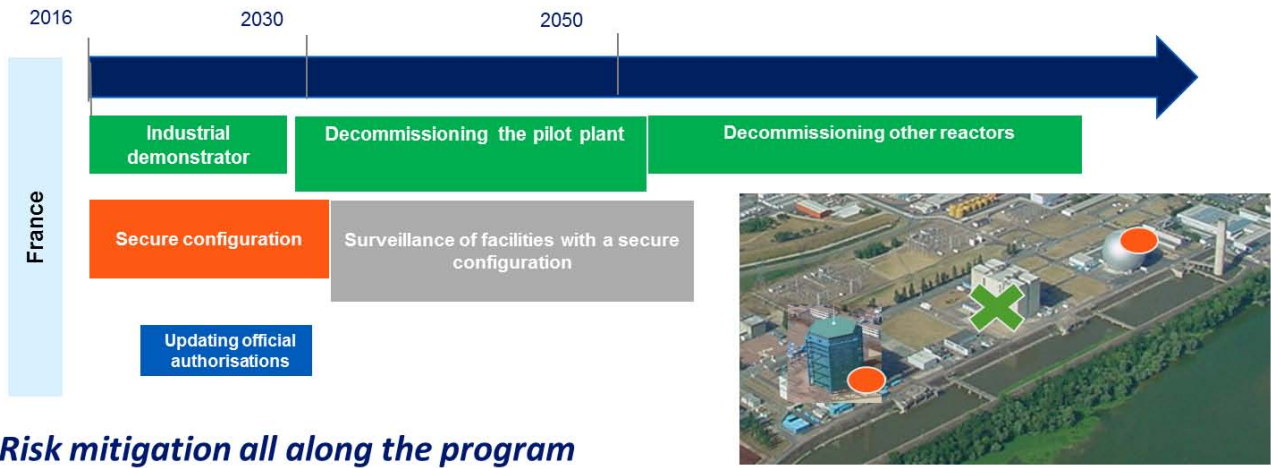 2016 2030 2050
Industrial
demonstrator
Decommissioning the pilot plant
Decommissioning other reactors
France
Secure configuration
Surveillance of facilities with a secure
configuration
Updating official
authorisations
Risk mitigation all along the program